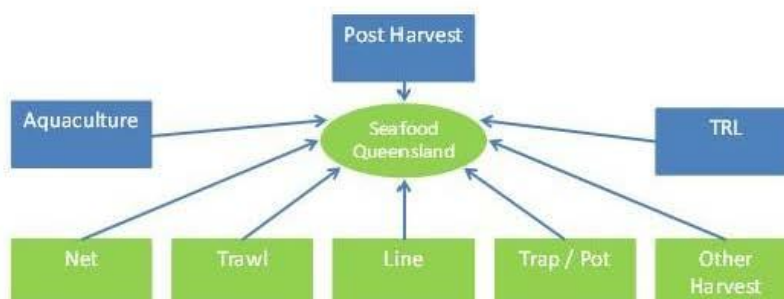 Post Harvest
Aquaculture
Seafood
Queensland
TRL
Net
Trawl
Line
Trap / Pot
Other
Harvest